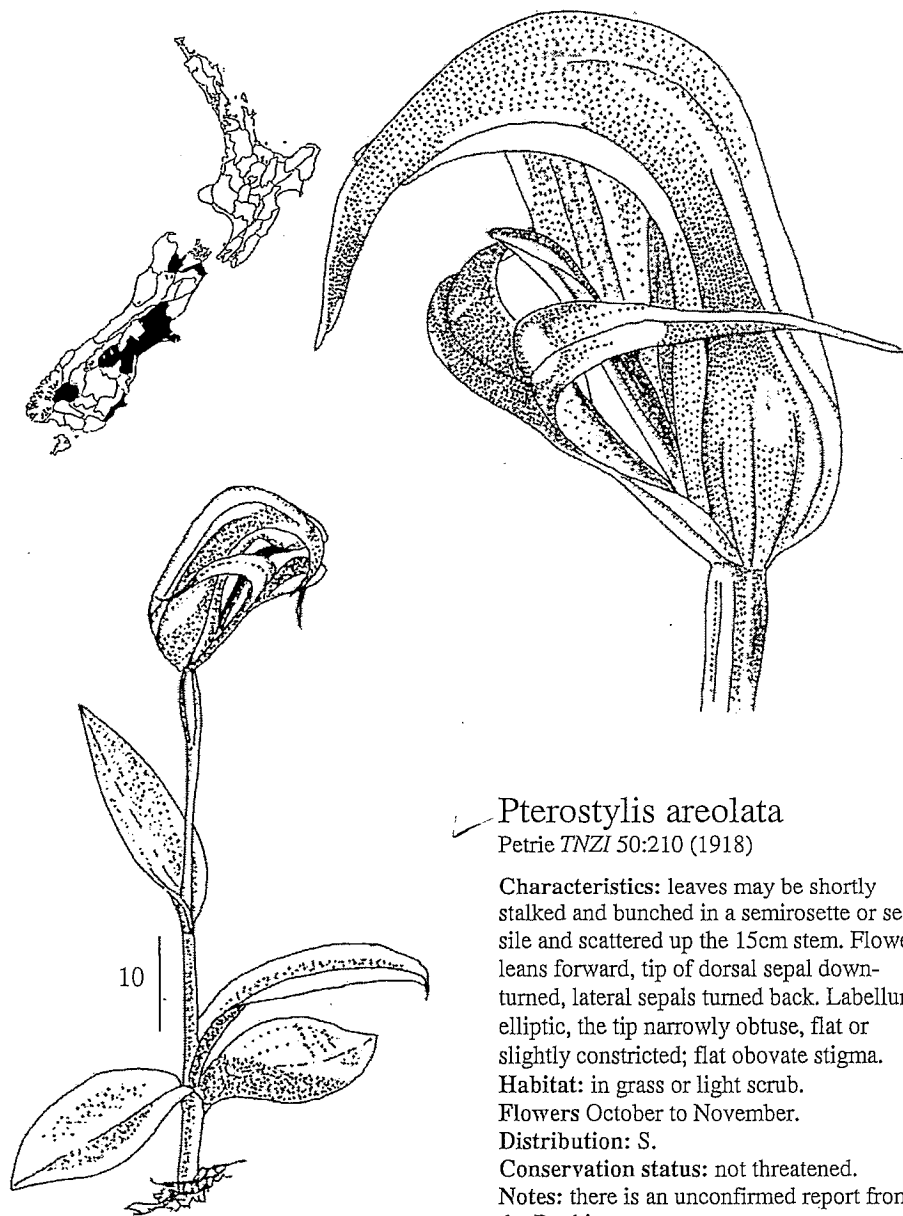 10
Pterostylis areolata
Petrie TNZI 50:210 (1918)
Characteristics: leaves may be shortly
stalked and bunched in a semirosette or se
sile and scattered up the 15cm stem. Flowe
leans forward, tip of dorsal sepal down-
turned, lateral sepals turned back. Labellum
elliptic, the tip narrowly obtuse, flat or
slightly constricted; flat obovate stigma.
Habitat: in grass or light scrub.
Flowers October to November.
Distribution: S.
Conservation status: not threatened.
Notes: there is an unconfirmed report from